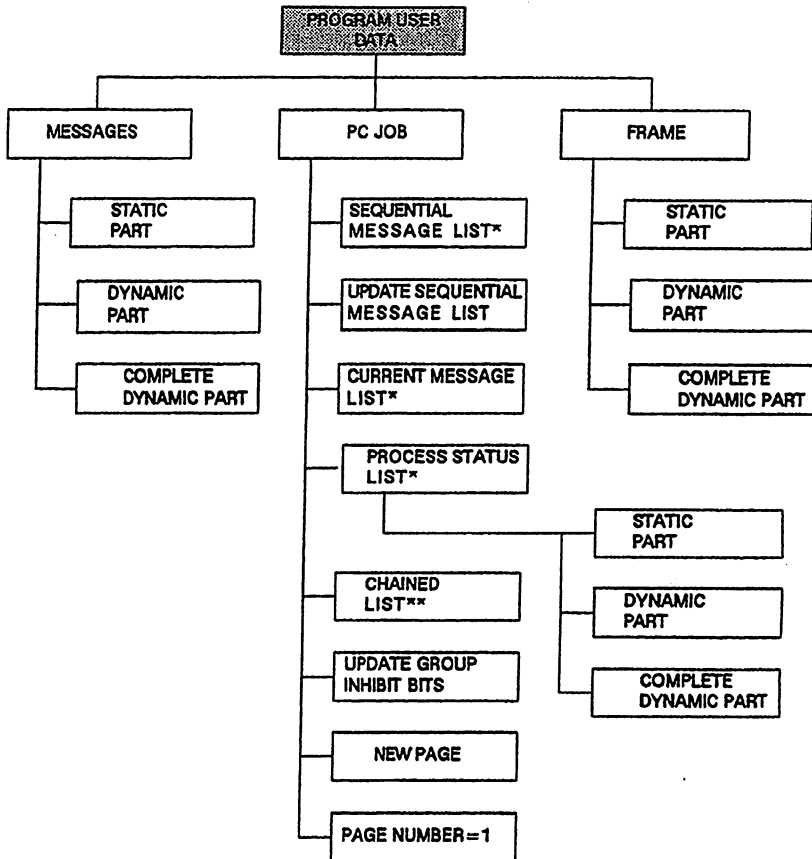 PROGRAM USER
DATA
MESSAGES
STATIC
PART
DYNAMIC
PART
COMPLETE
DYNAMIC PART
PC JOB
SEQUENTIAL
MESSAGE LIST*
UPDATE SEQUENTIAL
MESSAGE LIST
CURRENT MESSAGE
LIST*
PROCESS STATUS
LIST*
STATIC
PART
DYNAMIC
PART
COMPLETE
DYNAMIC PART
CHAINED
LIST**
UPDATE GROUP
INHIBIT BITS
NEW PAGE
PAGE NUMBER=1
FRAME
STATIC
PART
DYNAMIC
PART
COMPLETE
DYNAMIC PART